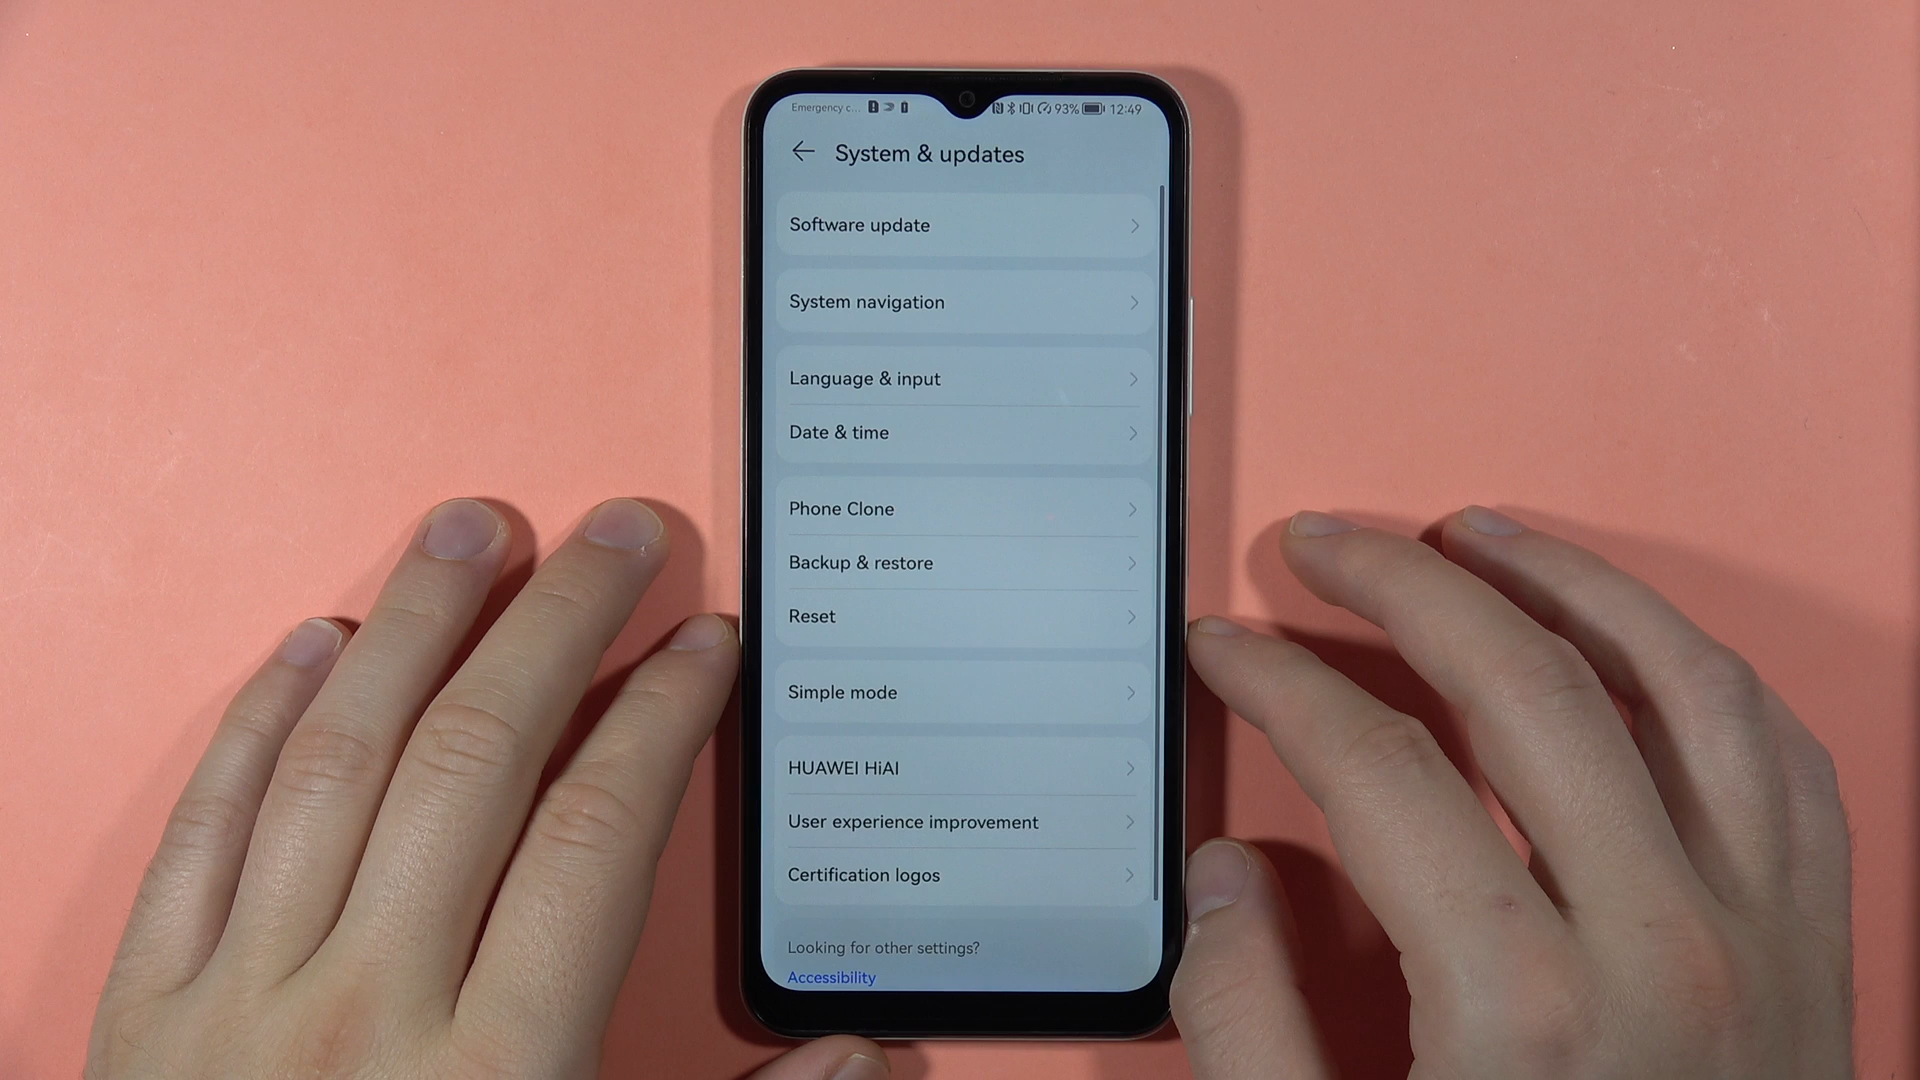 Emergency c... 93% 12:49
System & updates
Software update
System navigation
Language & input
Date & time
Phone Clone
Backup & restore
Reset
Simple mode
HUAWEI HiAI
User experience improvement
Certification logos
Looking for other settings?
Accessibility